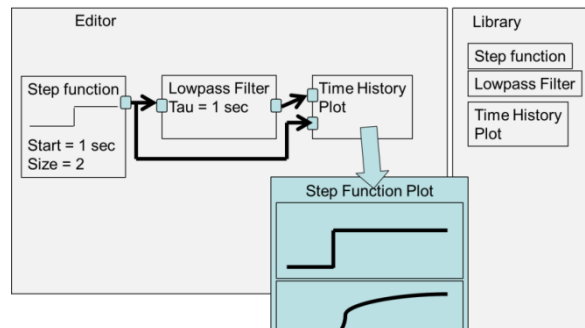 Editor
Step function
Start = 1 sec
Size = 2
Lowpass Filter
Tau = 1 sec
Time History
Plot
Step Function Plot
Library
Step function
Lowpass Filter
Time History
Plot